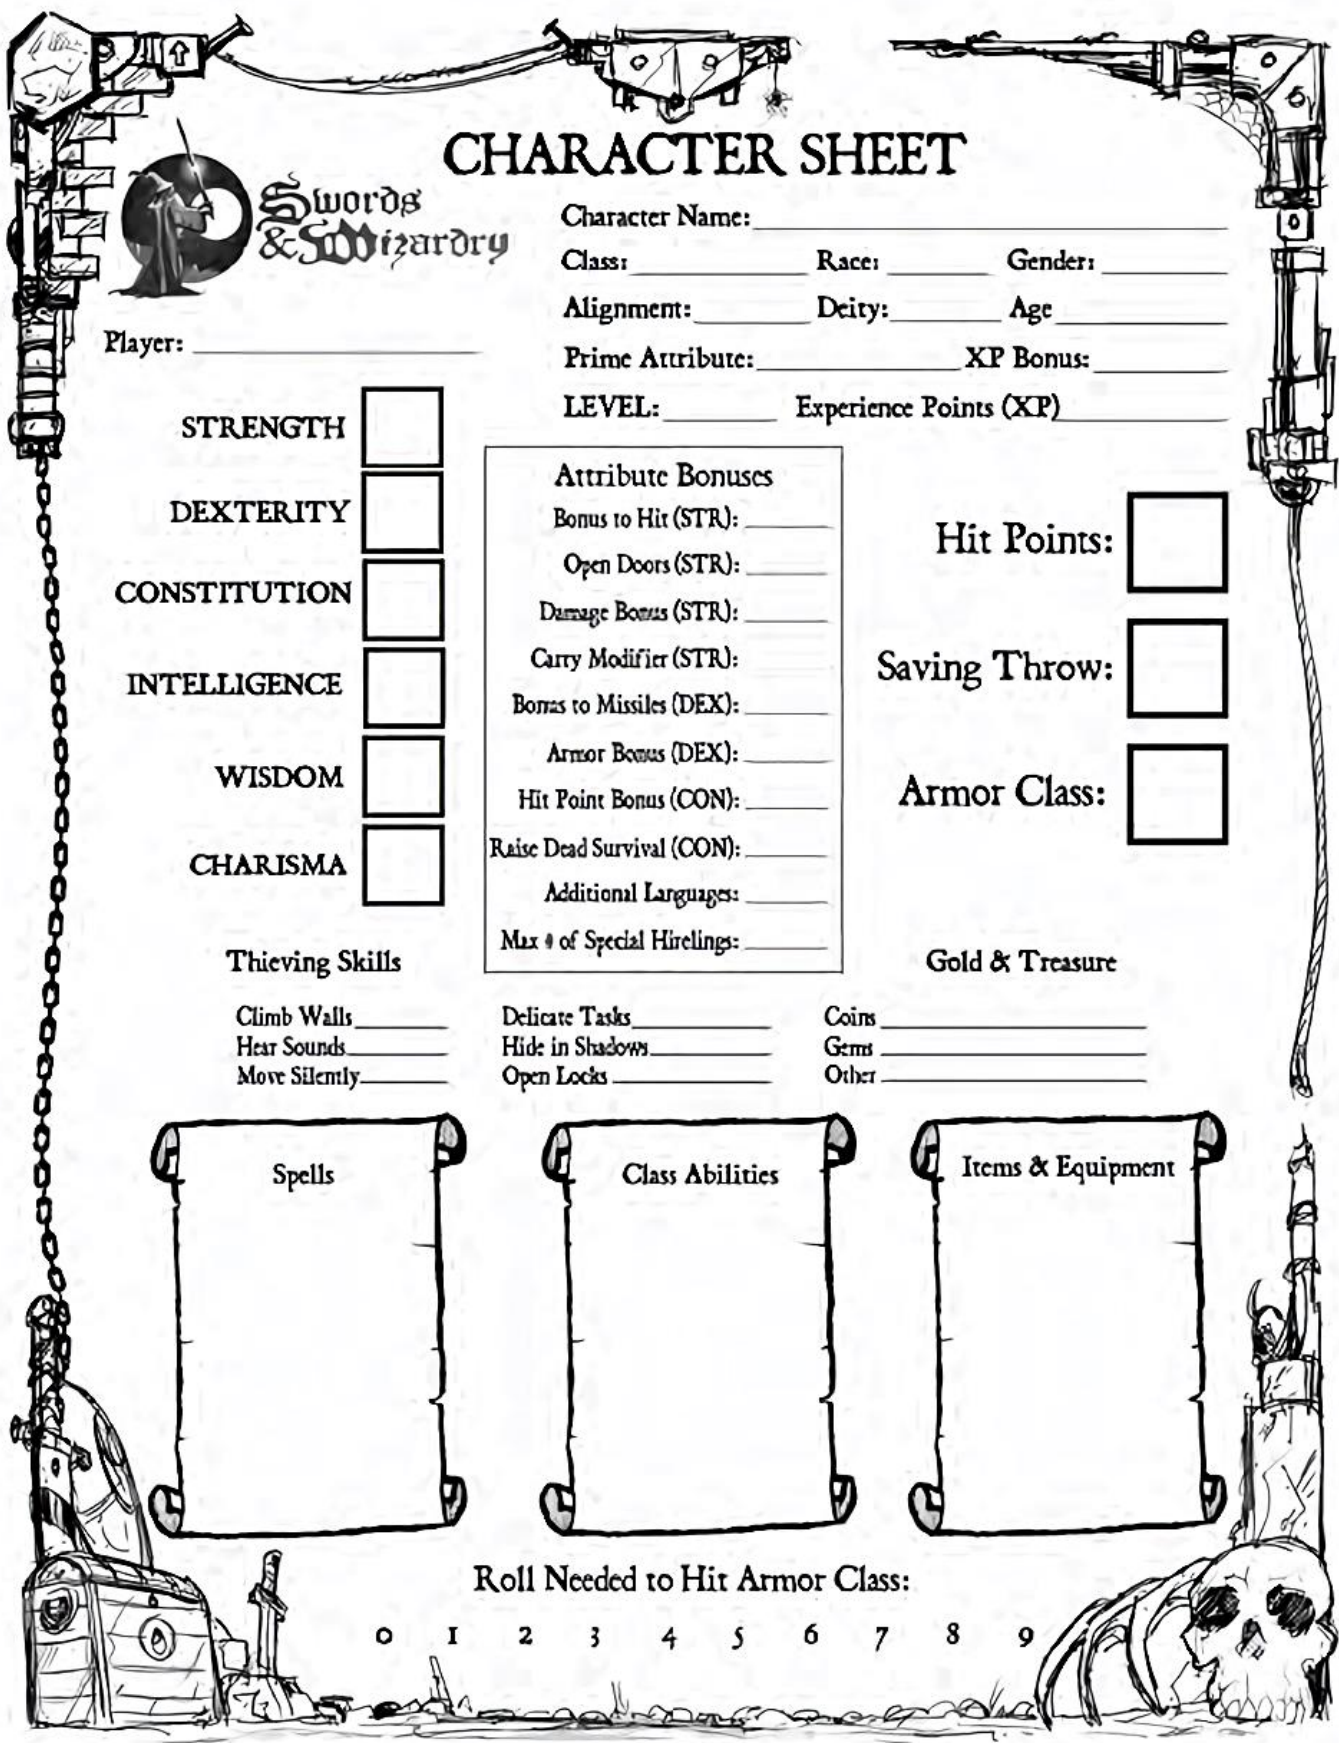 CHARACTER SHEET
Swords
& Wizardry
Character Name:
Class: Race: Gender:
Alignment: Deity: Age
Player:
Prime Attribute: XP Bonus:
LEVEL: Experience Points (XP)
STRENGTH
DEXTERITY
CONSTITUTION
INTELLIGENCE
WISDOM
CHARISMA
Attribute Bonuses
Bonus to Hit (STR):
Open Doors (STR):
Damage Bonus (STR):
Carry Modifier (STR):
Bonus to Missiles (DEX):
Armor Bonus (DEX):
Hit Point Bonus (CON):
Raise Dead Survival (CON):
Additional Languages:
Max # of Special Hirelings:
Hit Points:
Saving Throw:
Armor Class:
Thieving Skills
Climb Walls Delicate Tasks
Hear Sounds Hide in Shadows
Move Silently Open Locks
Gold & Treasure
Coins
Gems
Other
Spells
Class Abilities
Items & Equipment
Roll Needed to Hit Armor Class:
0 1 2 3 4 5 6 7 8 9